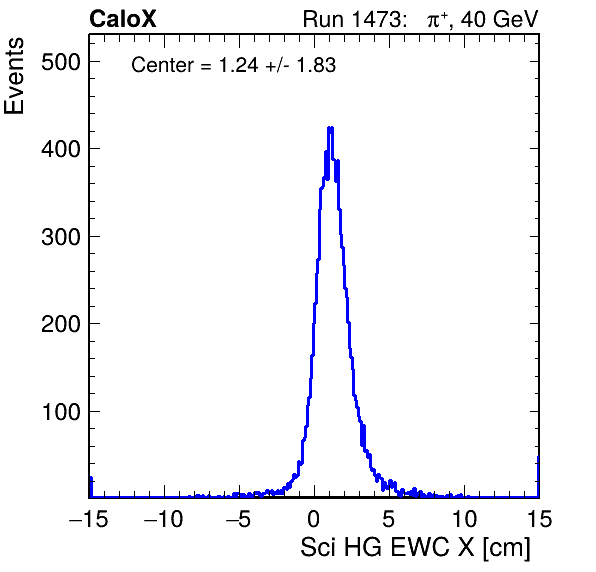 CaloX Run 1473: π⁺, 40 GeV
Center = 1.24 +/- 1.83
Events
500
400
300
200
100
−15 −10 −5 0 5 10 15
Sci HG EWC X [cm]